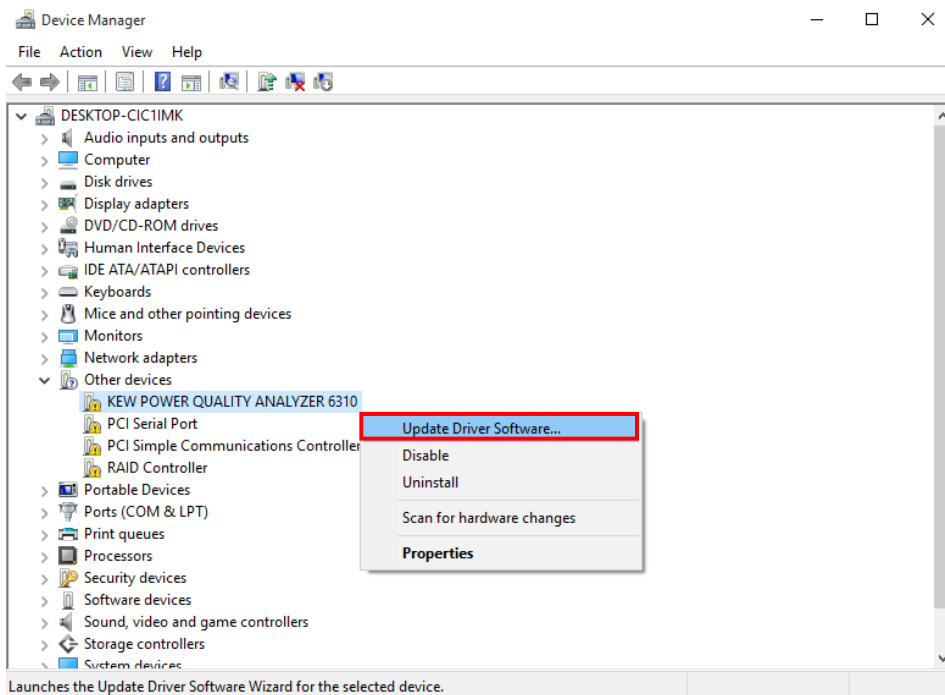 Device Manager
File Action View Help
DESKTOP-CIC1IMK
Audio inputs and outputs
Computer
Disk drives
Display adapters
DVD/CD-ROM drives
Human Interface Devices
IDE ATA/ATAPI controllers
Keyboards
Mice and other pointing devices
Monitors
Network adapters
Other devices
KEW POWER QUALITY ANALYZER 6310
PCI Serial Port
PCI Simple Communications Controller
RAID Controller
Portable Devices
Ports (COM & LPT)
Print queues
Processors
Security devices
Software devices
Sound, video and game controllers
Storage controllers
System devices
Update Driver Software...
Disable
Uninstall
Scan for hardware changes
Properties
Launches the Update Driver Software Wizard for the selected device.